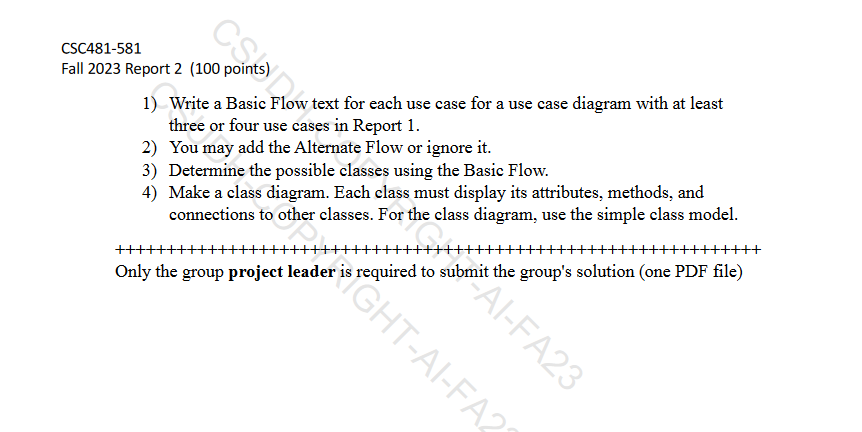 CSC481-581
Fall 2023 Report 2 (100 points)
1) Write a Basic Flow text for each use case for a use case diagram with at least
three or four use cases in Report 1.
2) You may add the Alternate Flow or ignore it.
3) Determine the possible classes using the Basic Flow.
4) Make a class diagram. Each class must display its attributes, methods, and
connections to other classes. For the class diagram, use the simple class model.
++++++++++++++++++++++++++++++++++++++++++++++++++++++++++++++
Only the group project leader is required to submit the group's solution (one PDF file)
CSUDH-COPYRIGHT-AI-FA23
CSUDH-COPYRIGHT-AI-FA23